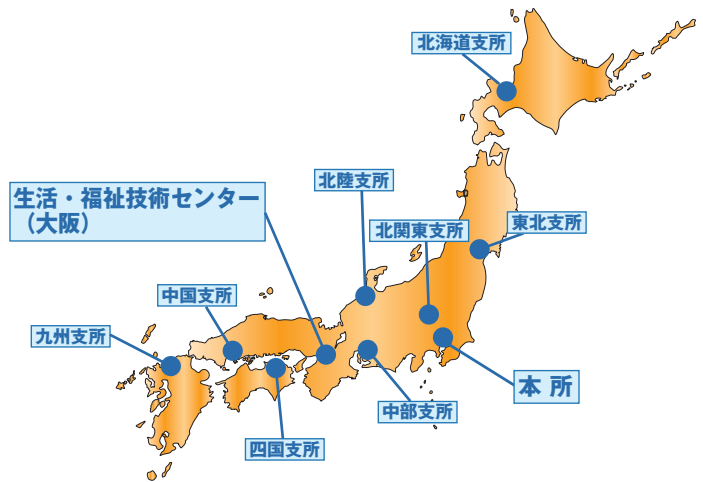 北海道支所
北陸支所
生活・福祉技術センター
（大阪）
北関東支所
東北支所
中国支所
九州支所
本 所
中部支所
四国支所